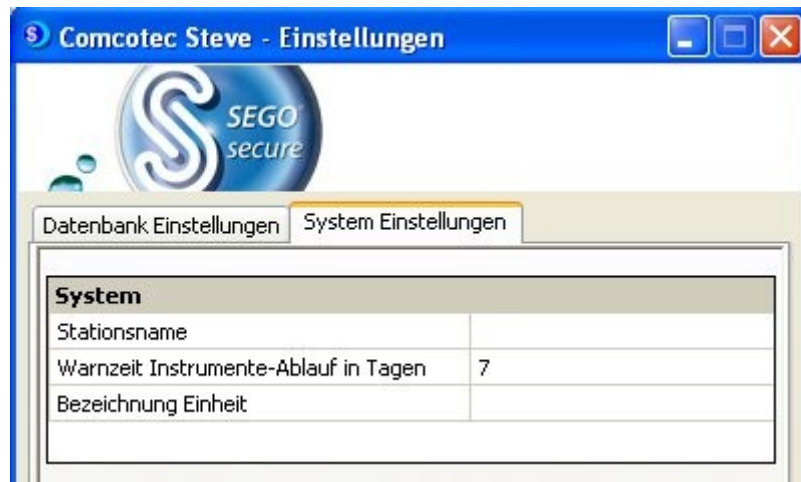 Comcotec Steve - Einstellungen
SEGO®
secure
Datenbank Einstellungen System Einstellungen
System
Stationsname
Warnzeit Instrumente-Ablauf in Tagen 7
Bezeichnung Einheit